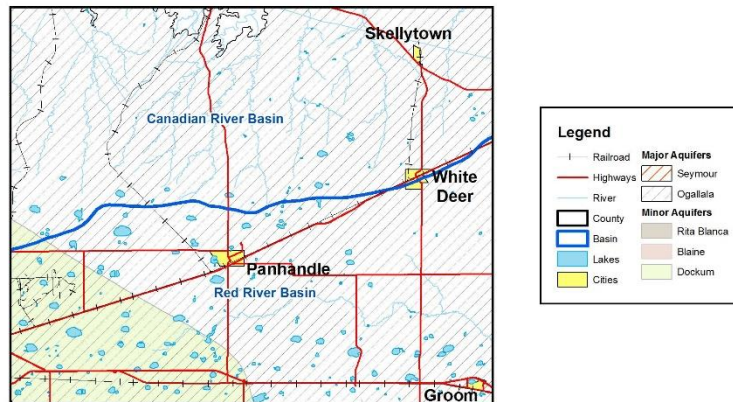 Skellytown
Canadian River Basin
White
Deer
Panhandle
Red River Basin
Groom
Legend
Railroad
Highways
River
County
Basin
Lakes
Cities
Major Aquifers
Seymour
Ogallala
Minor Aquifers
Rita Blanca
Blaine
Dockum